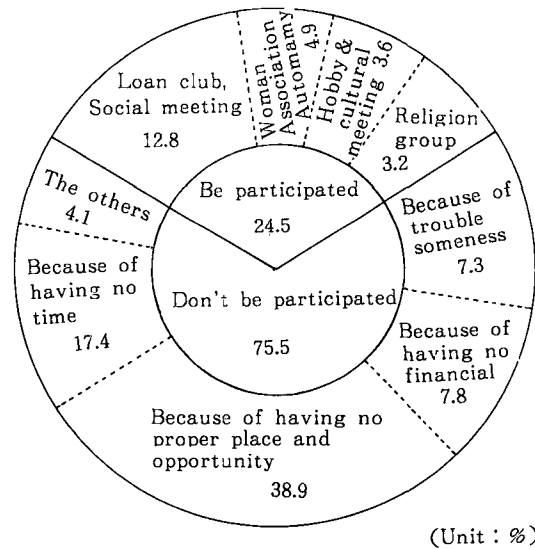 Loan club,
Social meeting
12.8
Woman
Association
Automamy
4.9
Hobby &
cultural
meeting 3.6
Religion
group
3.2
The others
4.1
Be participated
24.5
Because of
trouble
someness
7.3
Because of
having no
time
17.4
Don't be participated
75.5
Because of
having no
financial
7.8
Because of having no
proper place and
opportunity
38.9
(Unit : %)